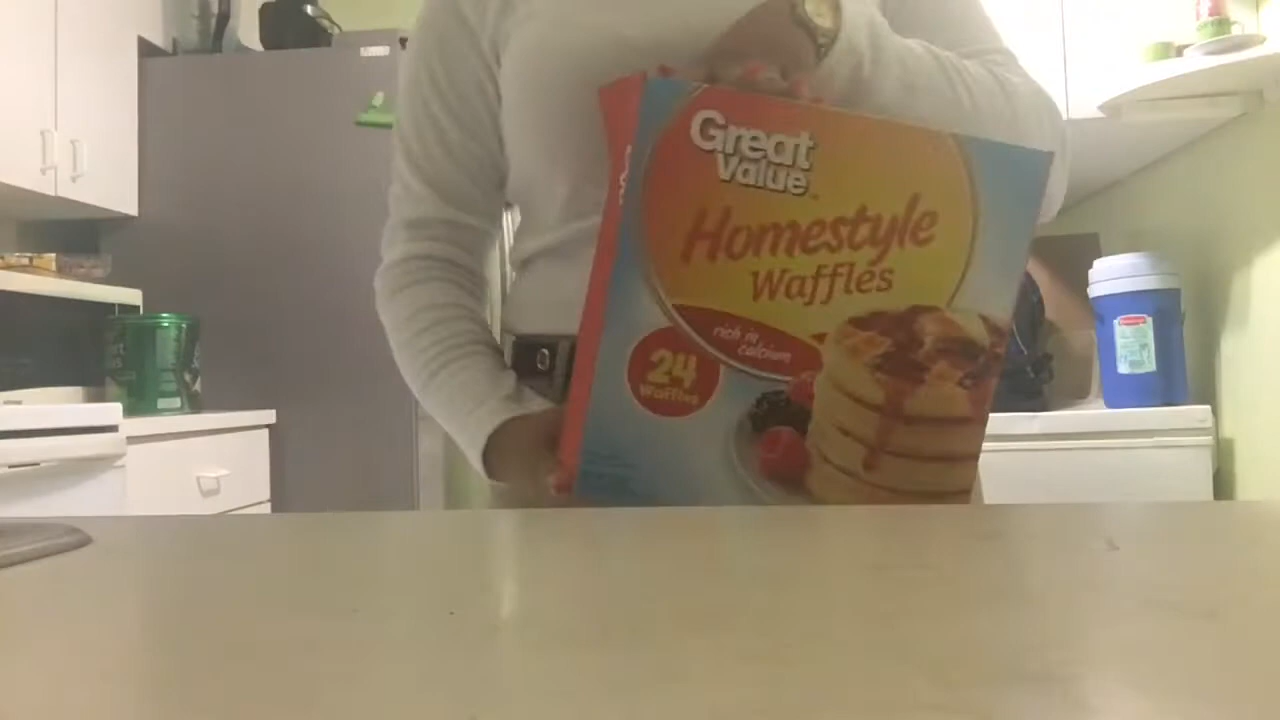 Great
Value
Homestyle
Waffles
rich in
calcium
24
Waffles